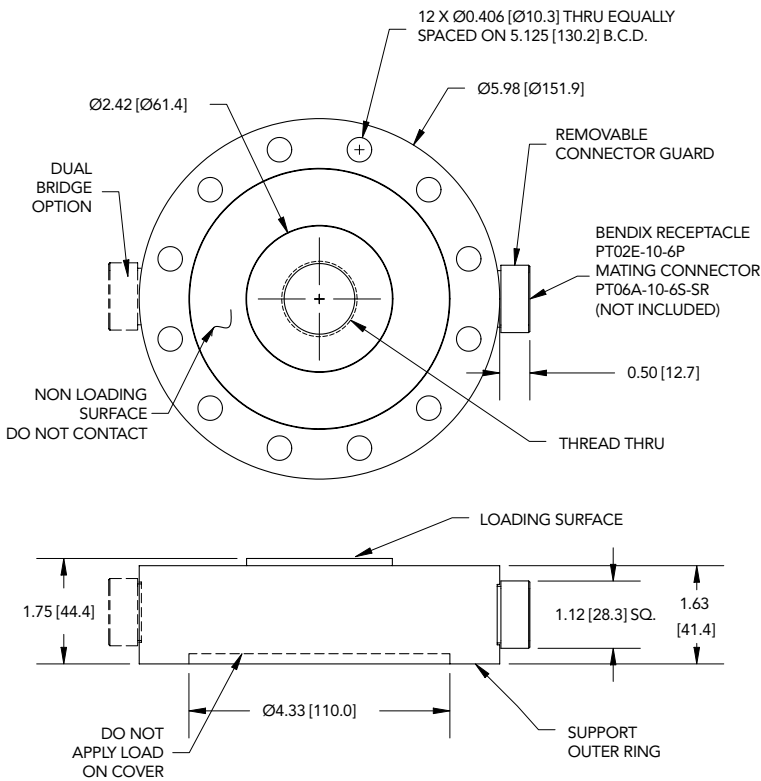 12 X Ø0.406 [Ø10.3] THRU EQUALLY
SPACED ON 5.125 [130.2] B.C.D.
Ø2.42 [Ø61.4]
Ø5.98 [Ø151.9]
DUAL
BRIDGE
OPTION
REMOVABLE
CONNECTOR GUARD
BENDIX RECEPTACLE
PT02E-10-6P
MATING CONNECTOR
PT06A-10-6S-SR
(NOT INCLUDED)
0.50 [12.7]
NON LOADING
SURFACE
DO NOT CONTACT
THREAD THRU
LOADING SURFACE
1.75 [44.4]
1.12 [28.3] SQ.
1.63
[41.4]
Ø4.33 [110.0]
DO NOT
APPLY LOAD
ON COVER
SUPPORT
OUTER RING